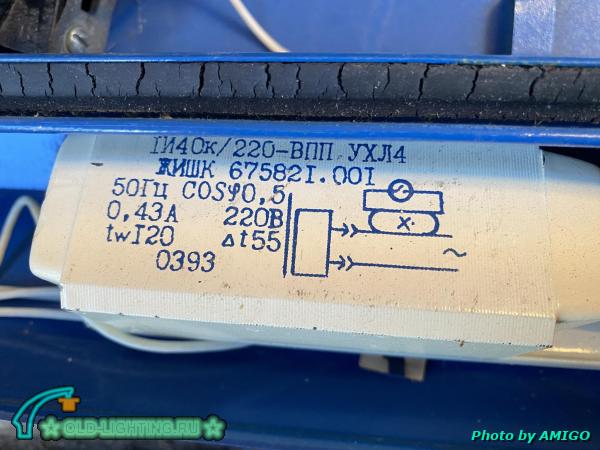 1И40к/220-ВПП УХЛ4
ЖИШК 675821.001
50Гц COSφ0,5
0,43А 220В
tw120 Δt55
0393
X
~
OLD-LIGHTING.RU
Photo by AMIGO